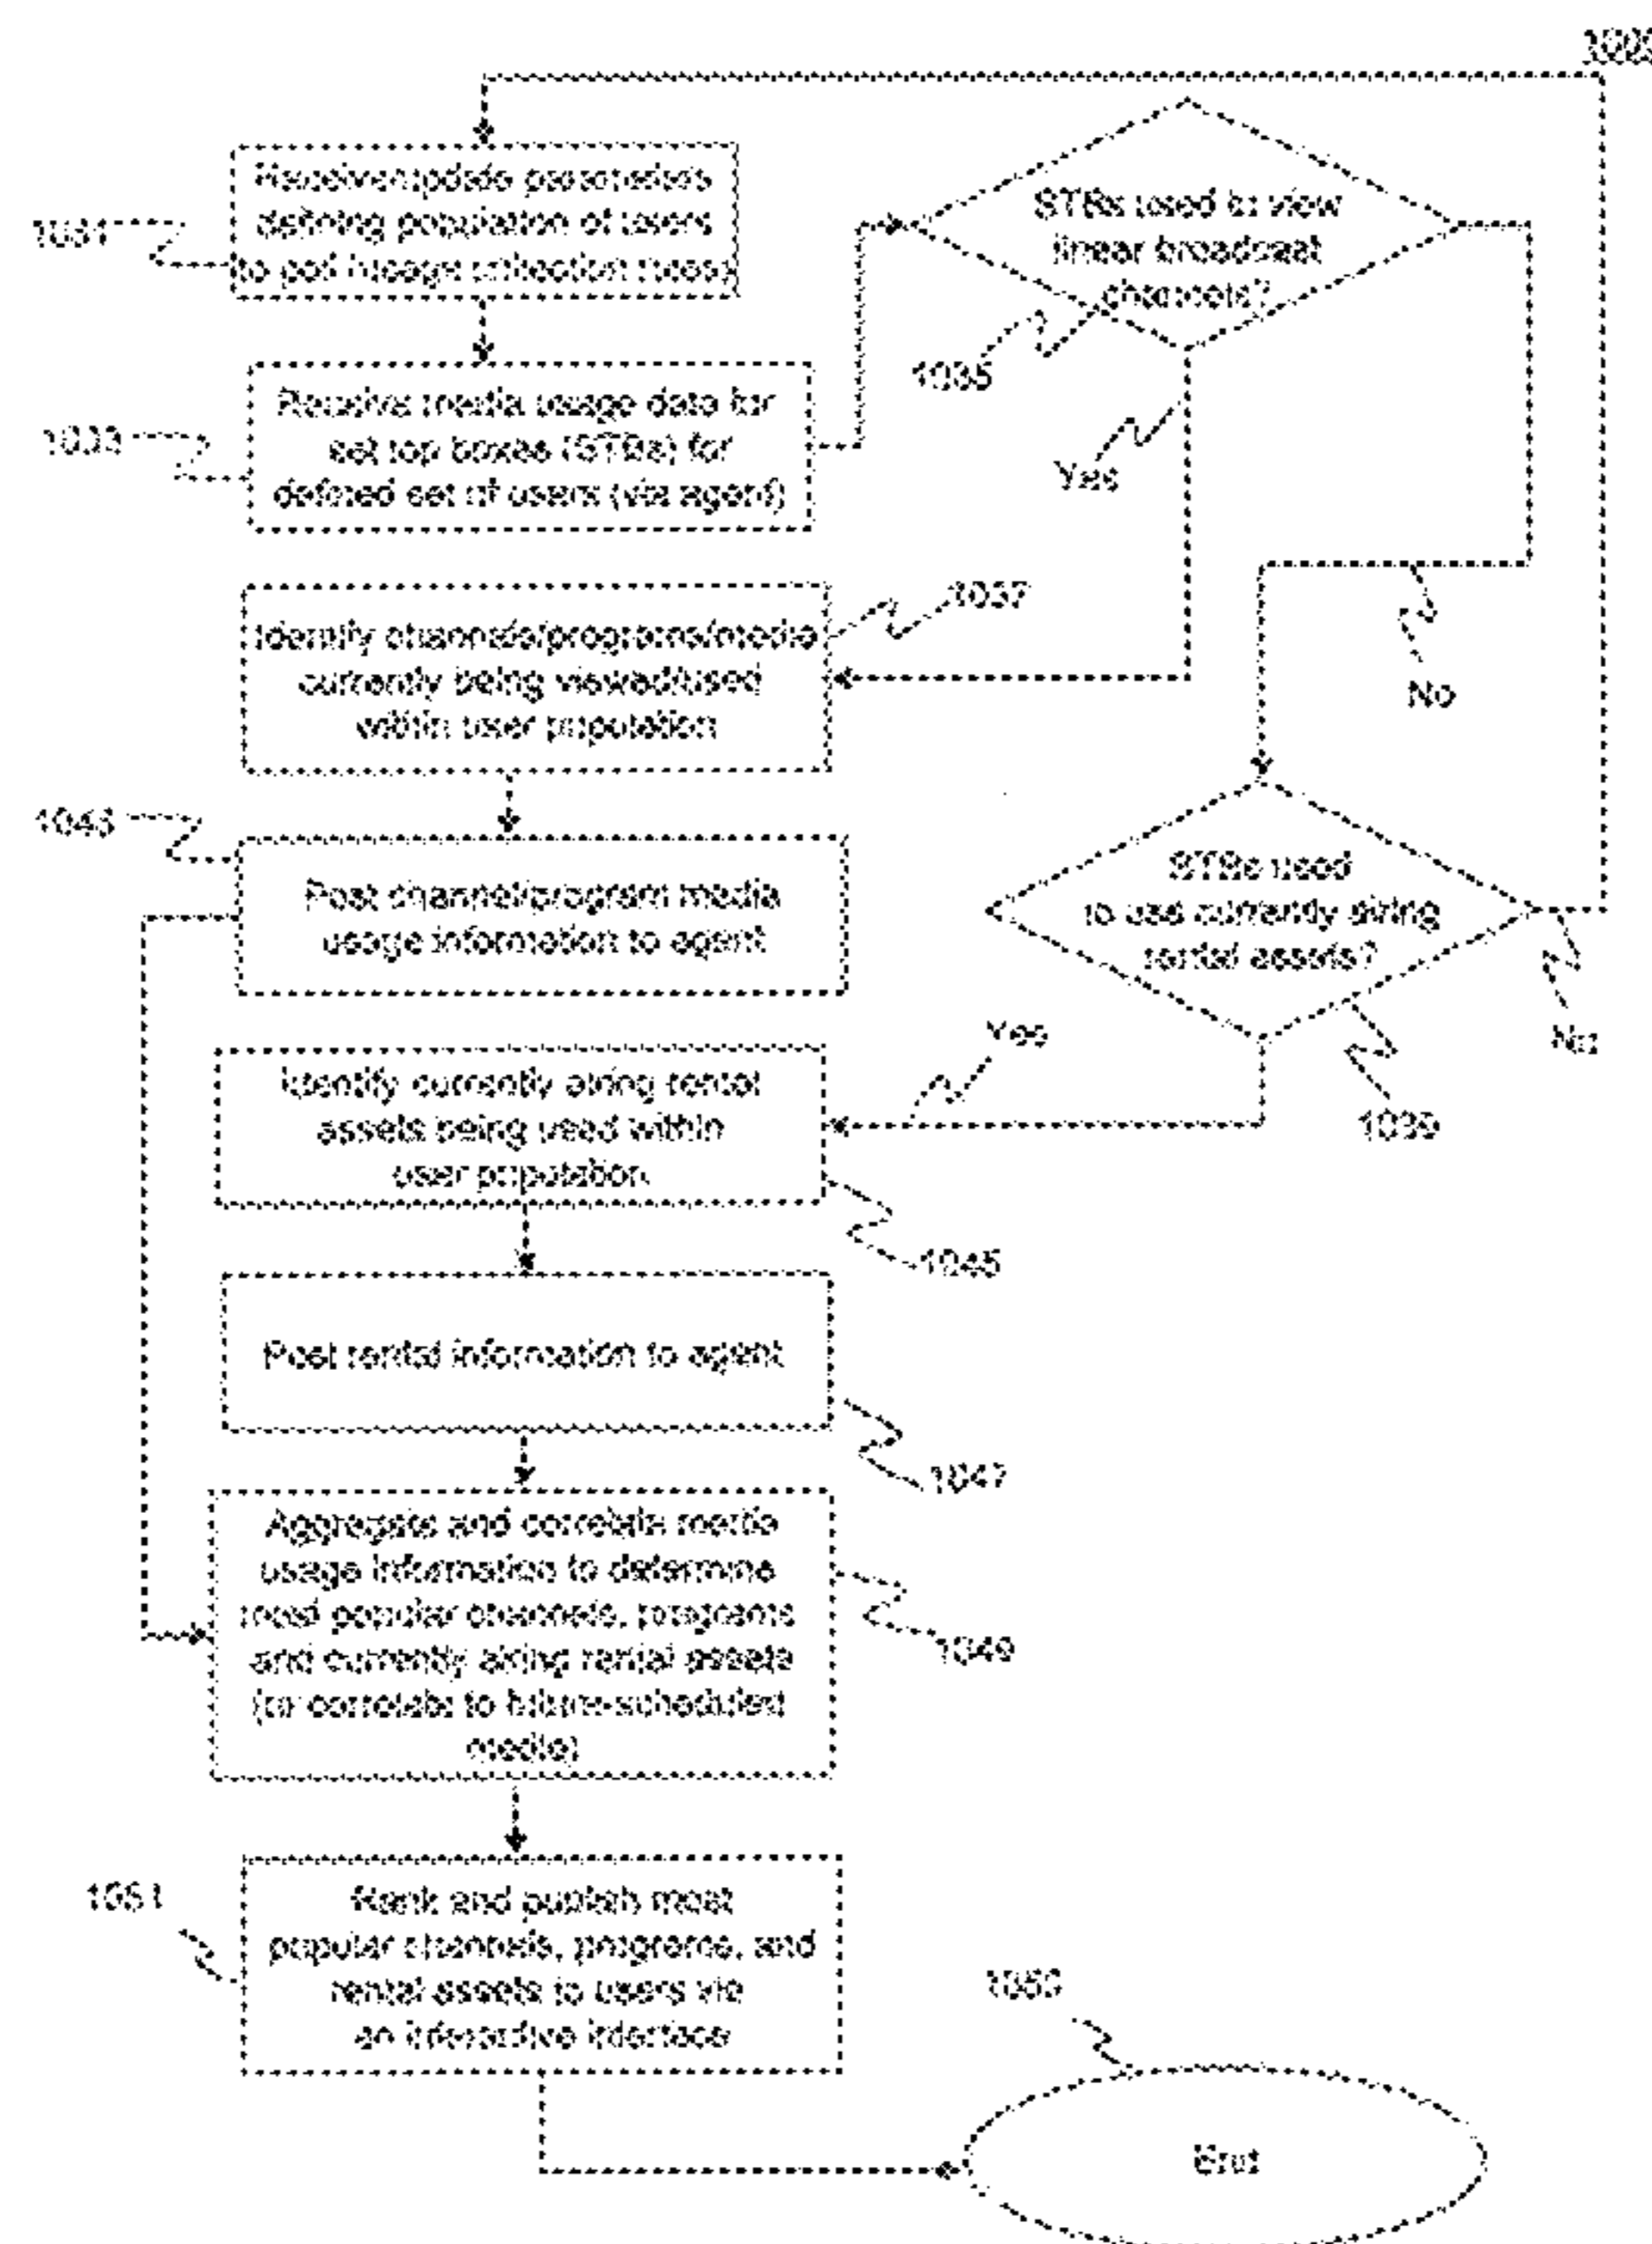 1031
Receive/update parameters
defining population of users
to poll (usage collection rules)
1033
Receive media usage data for
set top boxes (STBs) for
defined set of users (via agent)
STBs used to view
linear broadcast
channels?
1035
Yes
No
1037
Identify channels/programs/media
currently being viewed/used
within user population
Post channel/program media
usage information to agent
STBs used
to use currently airing
rental assets?
No
1039
Yes
Identify currently airing rental
assets being used within
user population
1045
Post rental information to agent
1047
Aggregate and correlate media
usage information to determine
most popular channels, programs
and currently airing rental assets
(or correlate to future-scheduled
media)
1049
1051
Rank and publish most
popular channels, programs, and
rental assets to users via
an interactive interface
1053
End